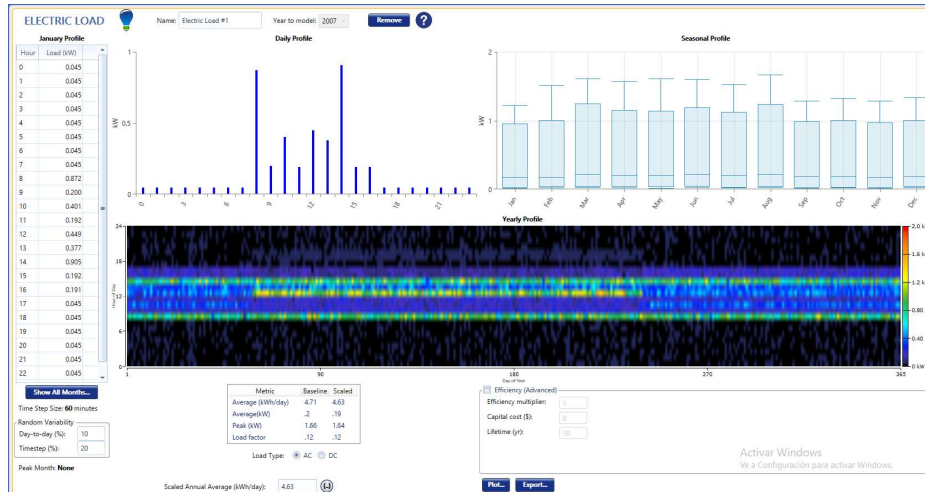 ELECTRIC LOAD
Name: Electric Load #1 Year to model: 2007 Remove ?
January Profile
Hour Load (kW)
0 0.045
1 0.045
2 0.045
3 0.045
4 0.045
5 0.045
6 0.045
7 0.045
8 0.872
9 0.200
10 0.401
11 0.192
12 0.449
13 0.377
14 0.905
15 0.192
16 0.191
17 0.045
18 0.045
19 0.045
20 0.045
21 0.045
22 0.045
Show All Months...
Time Step Size: 60 minutes
Random Variability
Day-to-day (%): 10
Timestep (%): 20
Peak Month: None
Daily Profile
kW
1
0.5
0
0 3 6 9 12 15 18 21
Seasonal Profile
kW
2
1
0
Jan Feb Mar Apr May Jun Jul Aug Sep Oct Nov Dec
Yearly Profile
Hour of Day
24
18
12
6
0
1 90 180 270 365
Day of Year
2.0 k
1.6 k
1.2 k
0.80
0.40
0 kW
Metric Baseline Scaled
Average (kWh/day) 4.71 4.63
Average(kW) .2 .19
Peak (kW) 1.66 1.64
Load factor .12 .12
Load Type: AC DC
Scaled Annual Average (kWh/day): 4.63 {..}
Efficiency (Advanced)
Efficiency multiplier: 1
Capital cost ($): 0
Lifetime (yr): 10
Activar Windows
Ve a Configuración para activar Windows.
Plot... Export...